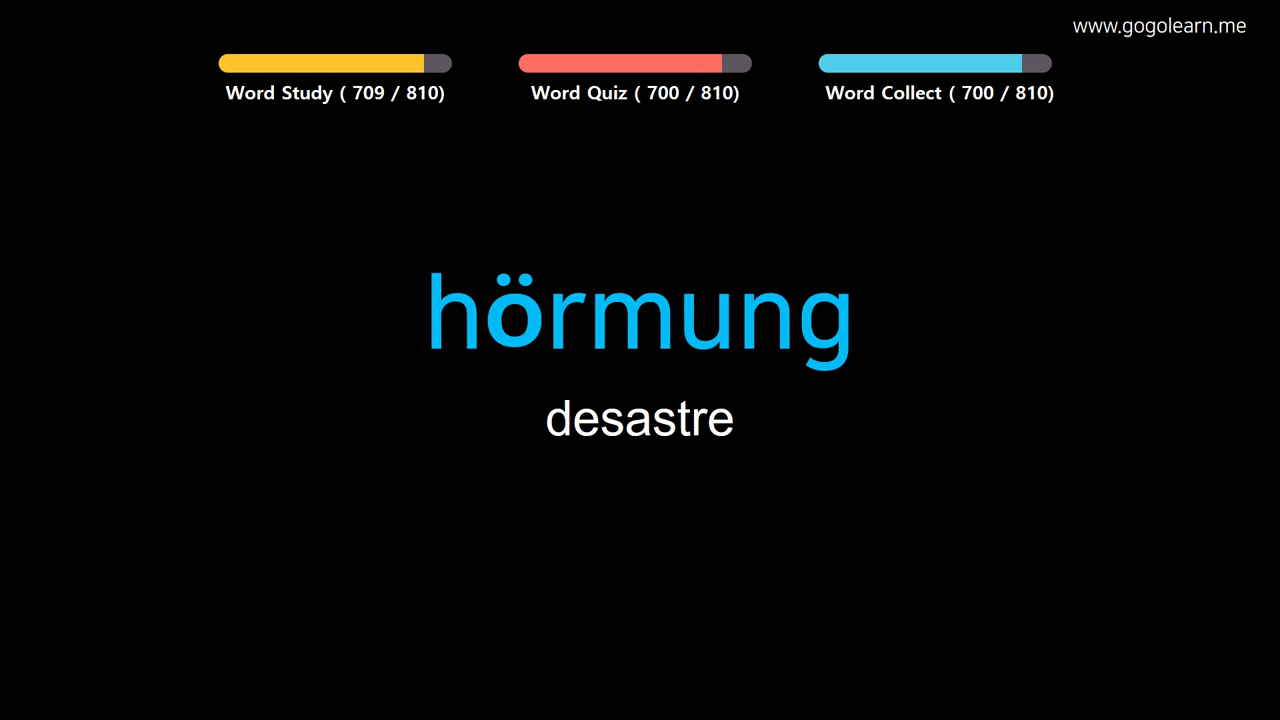 www.gogolearn.me
Word Study ( 709 / 810)
Word Quiz ( 700 / 810)
Word Collect ( 700 / 810)
hörmung
desastre